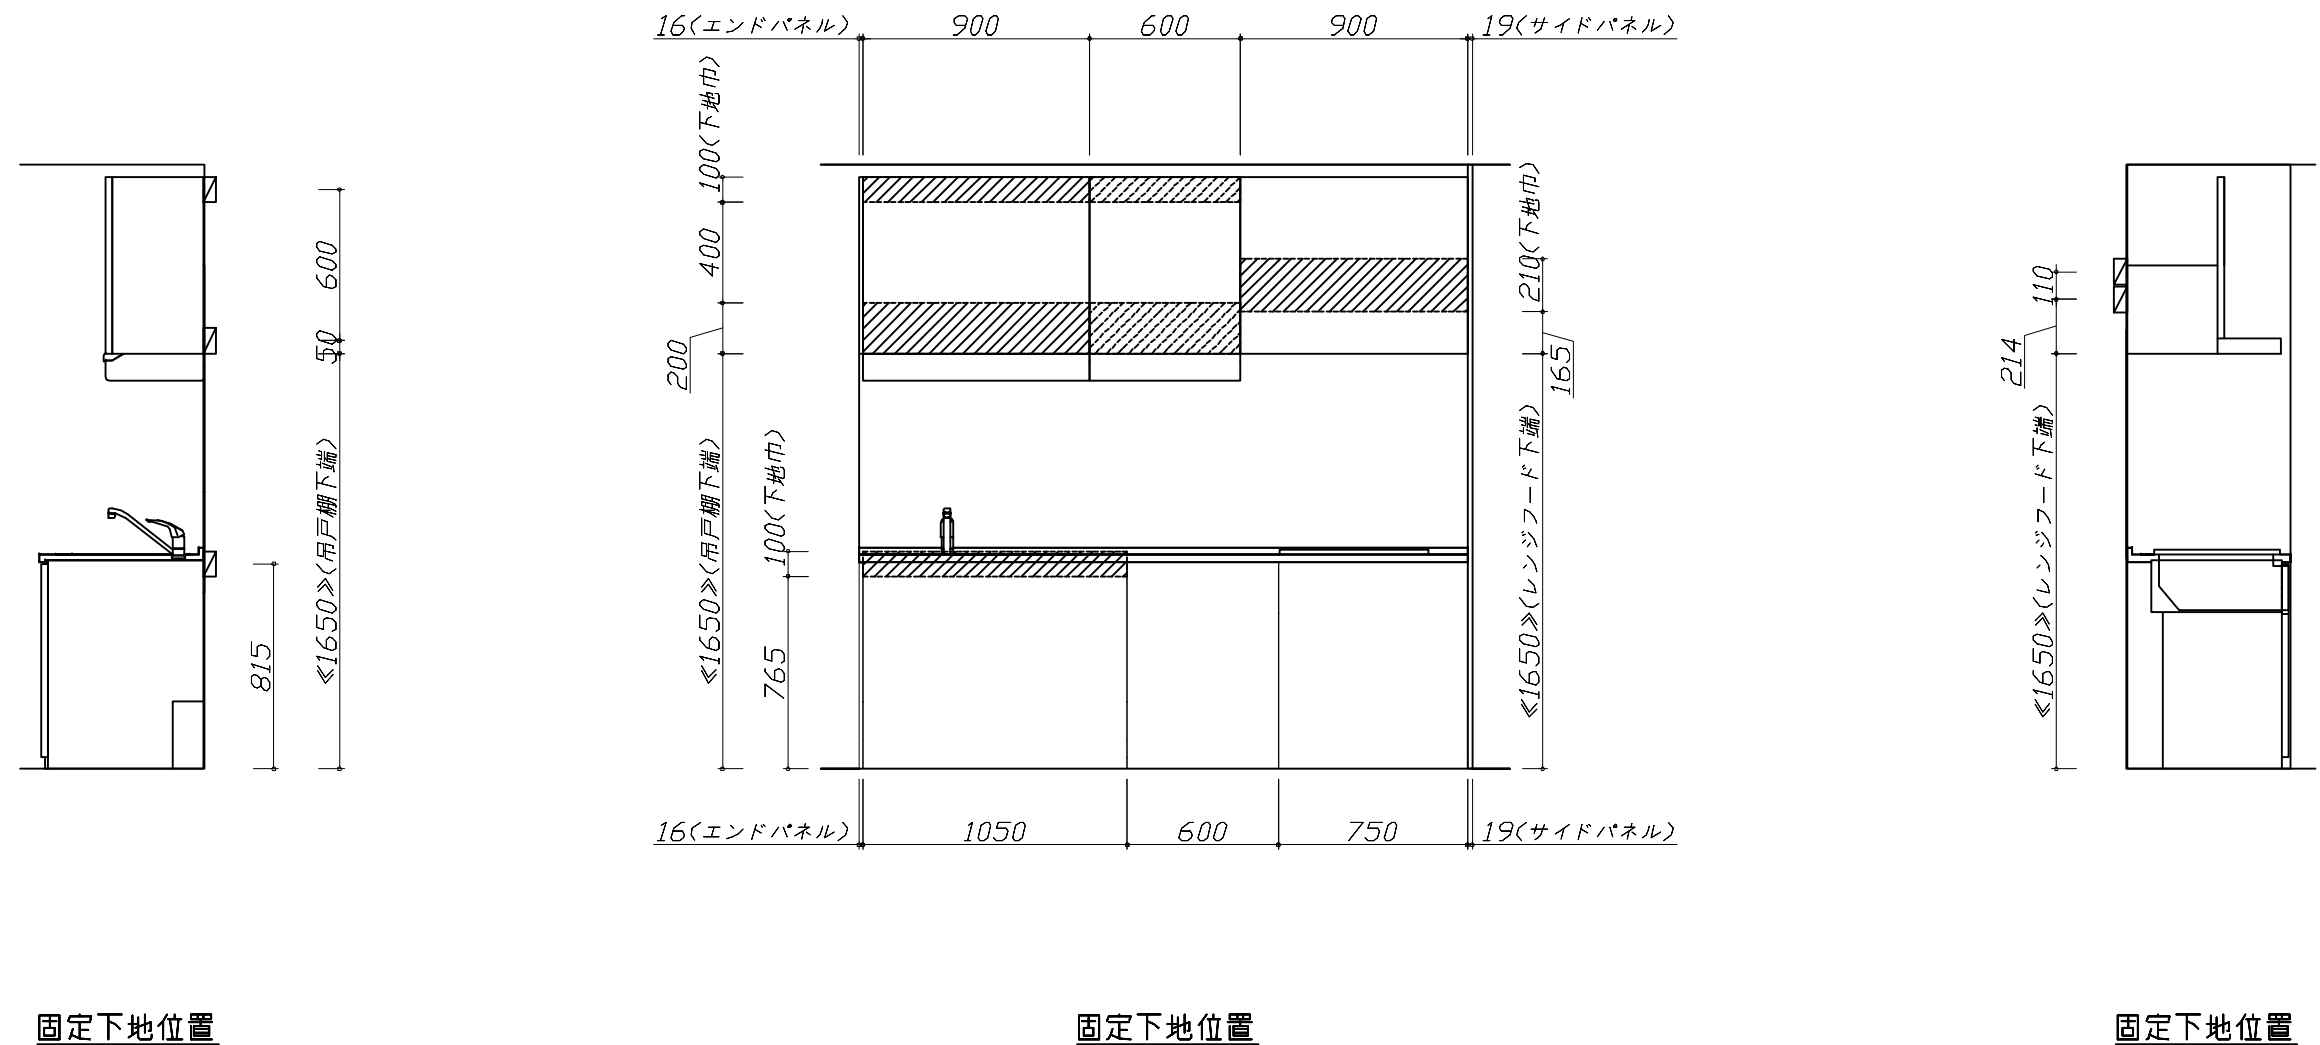 16(エンドパネル)
900
600
900
19(サイドパネル)
600
50
≪1650≫(吊戸棚下端)
815
100(下地巾)
400
200
≪1650≫(吊戸棚下端)
100(下地巾)
765
210(下地巾)
165
≪1650≫(レンジフード下端)
110
214
≪1650≫(レンジフード下端)
16(エンドパネル)
1050
600
750
19(サイドパネル)
固定下地位置
固定下地位置
固定下地位置